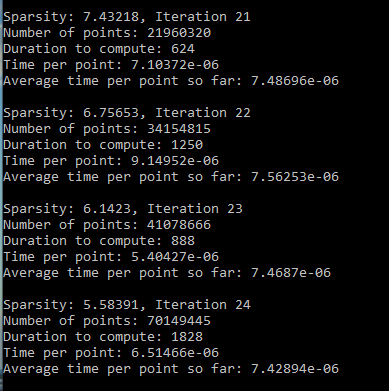 Sparsity: 7.43218, Iteration 21
Number of points: 21960320
Duration to compute: 624
Time per point: 7.10372e-06
Average time per point so far: 7.48696e-06
Sparsity: 6.75653, Iteration 22
Number of points: 34154815
Duration to compute: 1250
Time per point: 9.14952e-06
Average time per point so far: 7.56253e-06
Sparsity: 6.1423, Iteration 23
Number of points: 41078666
Duration to compute: 888
Time per point: 5.40427e-06
Average time per point so far: 7.4687e-06
Sparsity: 5.58391, Iteration 24
Number of points: 70149445
Duration to compute: 1828
Time per point: 6.51466e-06
Average time per point so far: 7.42894e-06